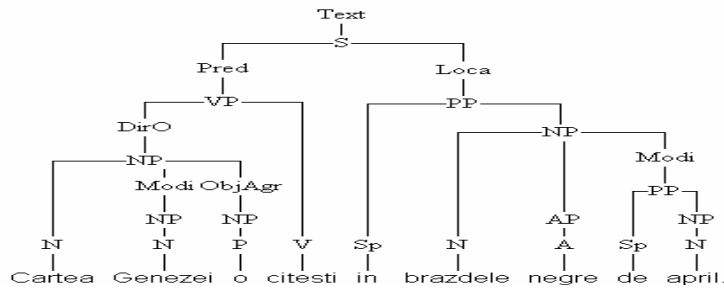 Text
S
Pred Loca
VP PP
DirO NP
NP Modi
Modi ObjAgr PP
NP NP AP NP
N N P V Sp N A Sp N
Cartea Genezei o citesti in brazdele negre de april.